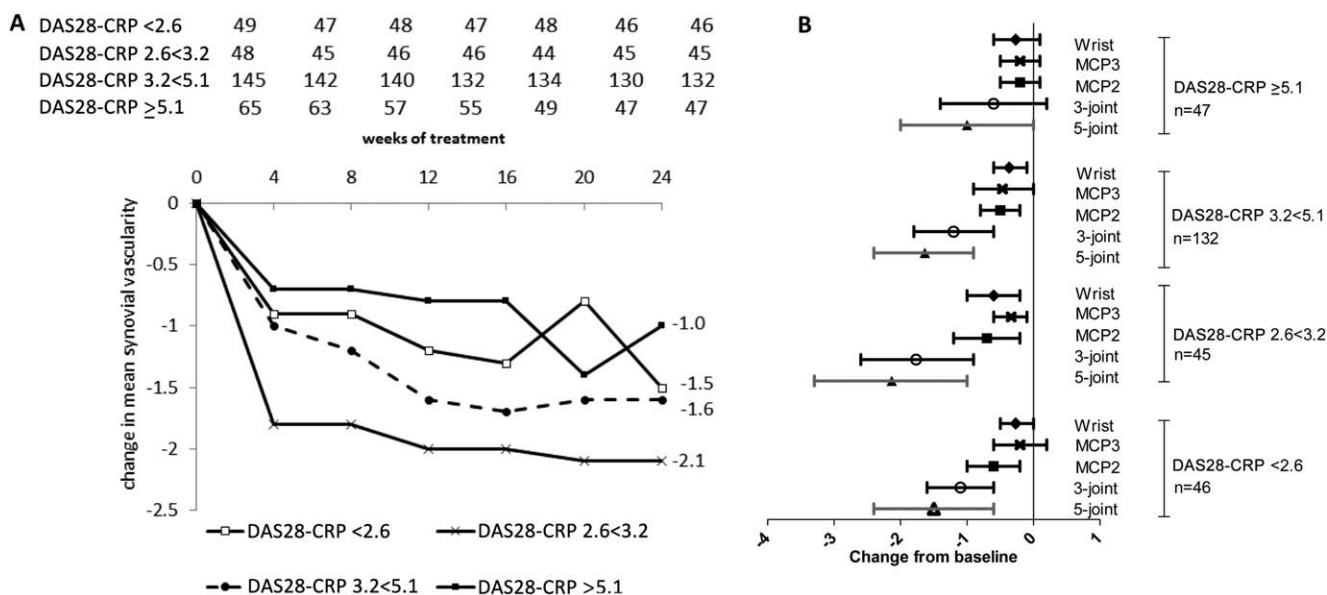 A
DAS28-CRP <2.6 49 47 48 47 48 46 46
DAS28-CRP 2.6<3.2 48 45 46 46 44 45 45
DAS28-CRP 3.2<5.1 145 142 140 132 134 130 132
DAS28-CRP ≥5.1 65 63 57 55 49 47 47
weeks of treatment
0 4 8 12 16 20 24
change in mean synovial vascularity
0
-0.5
-1
-1.5
-2
-2.5
-1.0
-1.5
-1.6
-2.1
DAS28-CRP <2.6 DAS28-CRP 2.6<3.2
DAS28-CRP 3.2<5.1 DAS28-CRP >5.1
B
Wrist
MCP3
MCP2
3-joint
5-joint
DAS28-CRP ≥5.1
n=47
Wrist
MCP3
MCP2
3-joint
5-joint
DAS28-CRP 3.2<5.1
n=132
Wrist
MCP3
MCP2
3-joint
5-joint
DAS28-CRP 2.6<3.2
n=45
Wrist
MCP3
MCP2
3-joint
5-joint
DAS28-CRP <2.6
n=46
-4 -3 -2 -1 0 1
Change from baseline